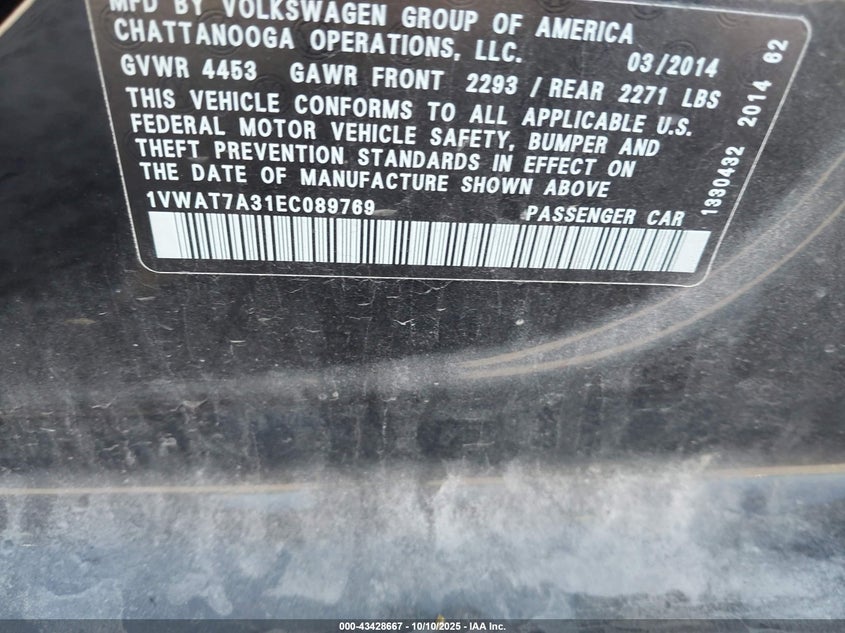 MFD BY VOLKSWAGEN GROUP OF AMERICA
CHATTANOOGA OPERATIONS, LLC. 03/2014
GVWR 4453 GAWR FRONT 2293 / REAR 2271 LBS
THIS VEHICLE CONFORMS TO ALL APPLICABLE U.S.
FEDERAL MOTOR VEHICLE SAFETY, BUMPER AND
THEFT PREVENTION STANDARDS IN EFFECT ON
THE DATE OF MANUFACTURE SHOWN ABOVE
1VWAT7A31EC089769 PASSENGER CAR
1330432 2014 62
000-43428667 - 10/10/2025 - IAA Inc.